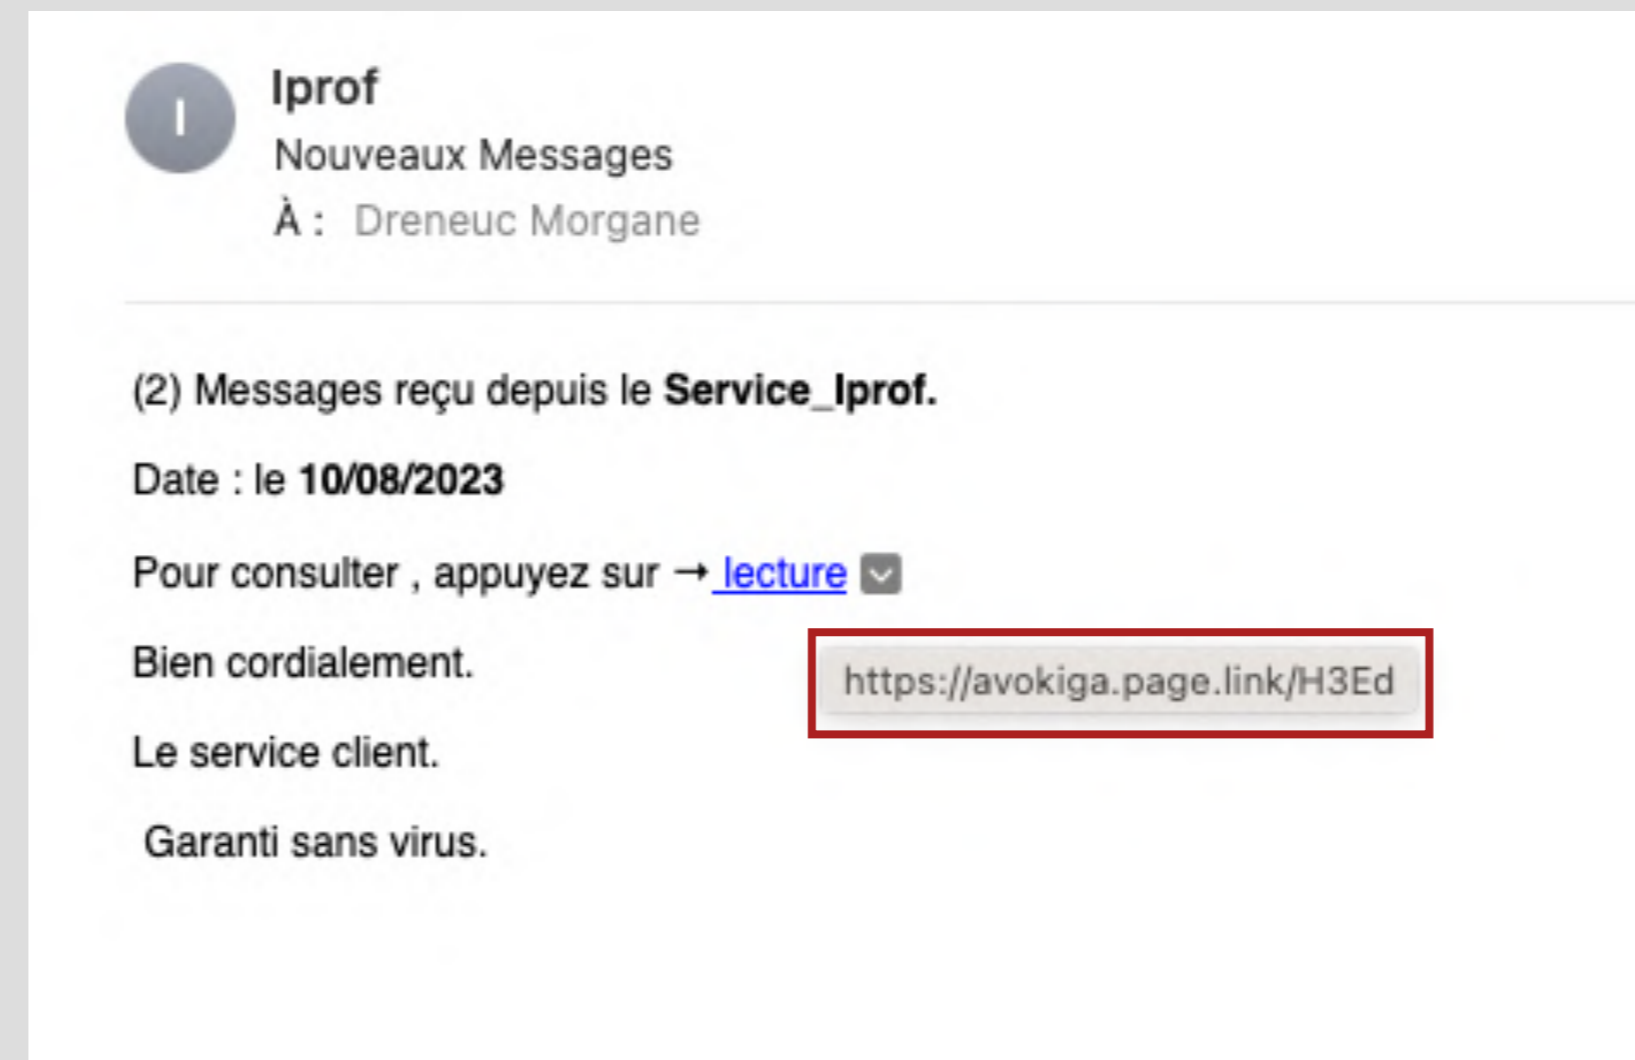 I
Iprof
Nouveaux Messages
À : Dreneuc Morgane
(2) Messages reçu depuis le Service_Iprof.
Date : le 10/08/2023
Pour consulter , appuyez sur → lecture
Bien cordialement.
https://avokiga.page.link/H3Ed
Le service client.
Garanti sans virus.